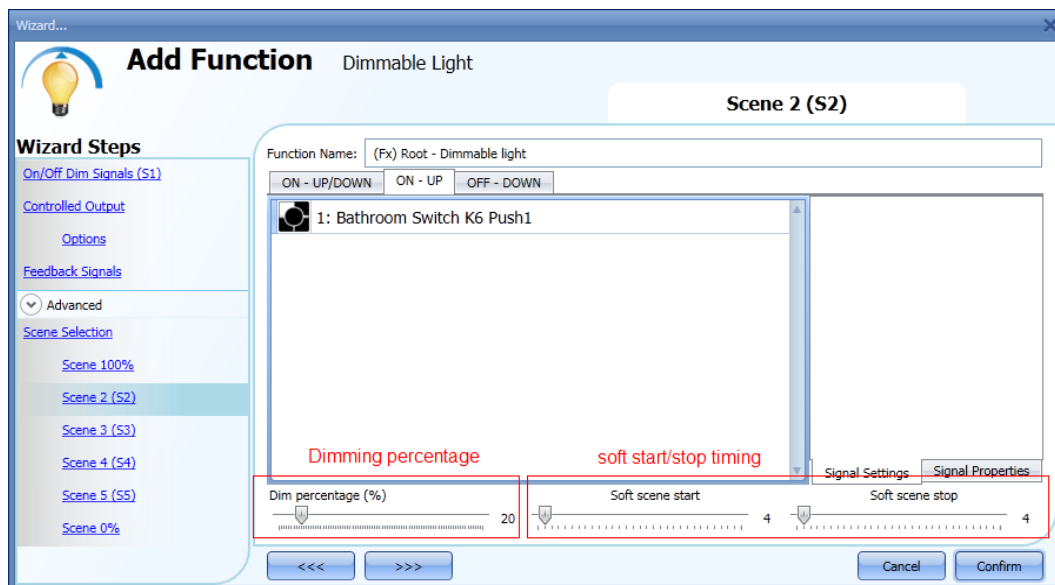 Wizard...
Add Function Dimmable Light
Scene 2 (S2)
Wizard Steps
On/Off Dim Signals (S1)
Controlled Output
Options
Feedback Signals
Advanced
Scene Selection
Scene 100%
Scene 2 (S2)
Scene 3 (S3)
Scene 4 (S4)
Scene 5 (S5)
Scene 0%
Function Name: (Fx) Root - Dimmable light
ON - UP/DOWN ON - UP OFF - DOWN
1: Bathroom Switch K6 Push1
Dimming percentage soft start/stop timing
Signal Settings Signal Properties
Dim percentage (%) Soft scene start Soft scene stop
20 4 4
<<< >>> Cancel Confirm